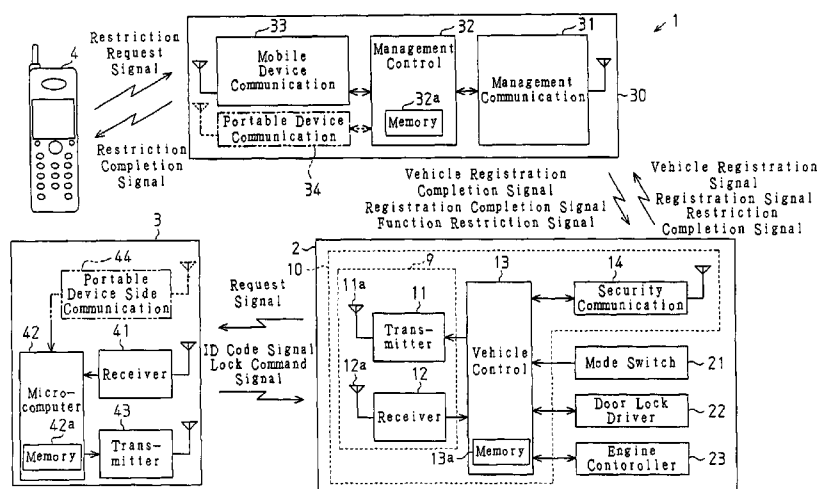 1
4
Restriction
Request
Signal
Restriction
Completion
Signal
33
Mobile
Device
Communication
32
Management
Control
32a
Memory
31
Management
Communication
30
Portable Device
Communication
34
Vehicle Registration
Completion Signal
Registration Completion Signal
Function Restriction Signal
Vehicle Registration
Signal
Registration Signal
Restriction
Completion Signal
3
44
Portable
Device Side
Communication
42
41
Receiver
Micro-
computer
42a
Memory
43
Trans-
mitter
Request
Signal
ID Code Signal
Lock Command
Signal
2
10
9
11a
11
Trans-
mitter
12a
12
Receiver
13
Vehicle
Control
13a
Memory
14
Security
Communication
Mode Switch
21
Door Lock
Driver
22
Engine
Contoroller
23